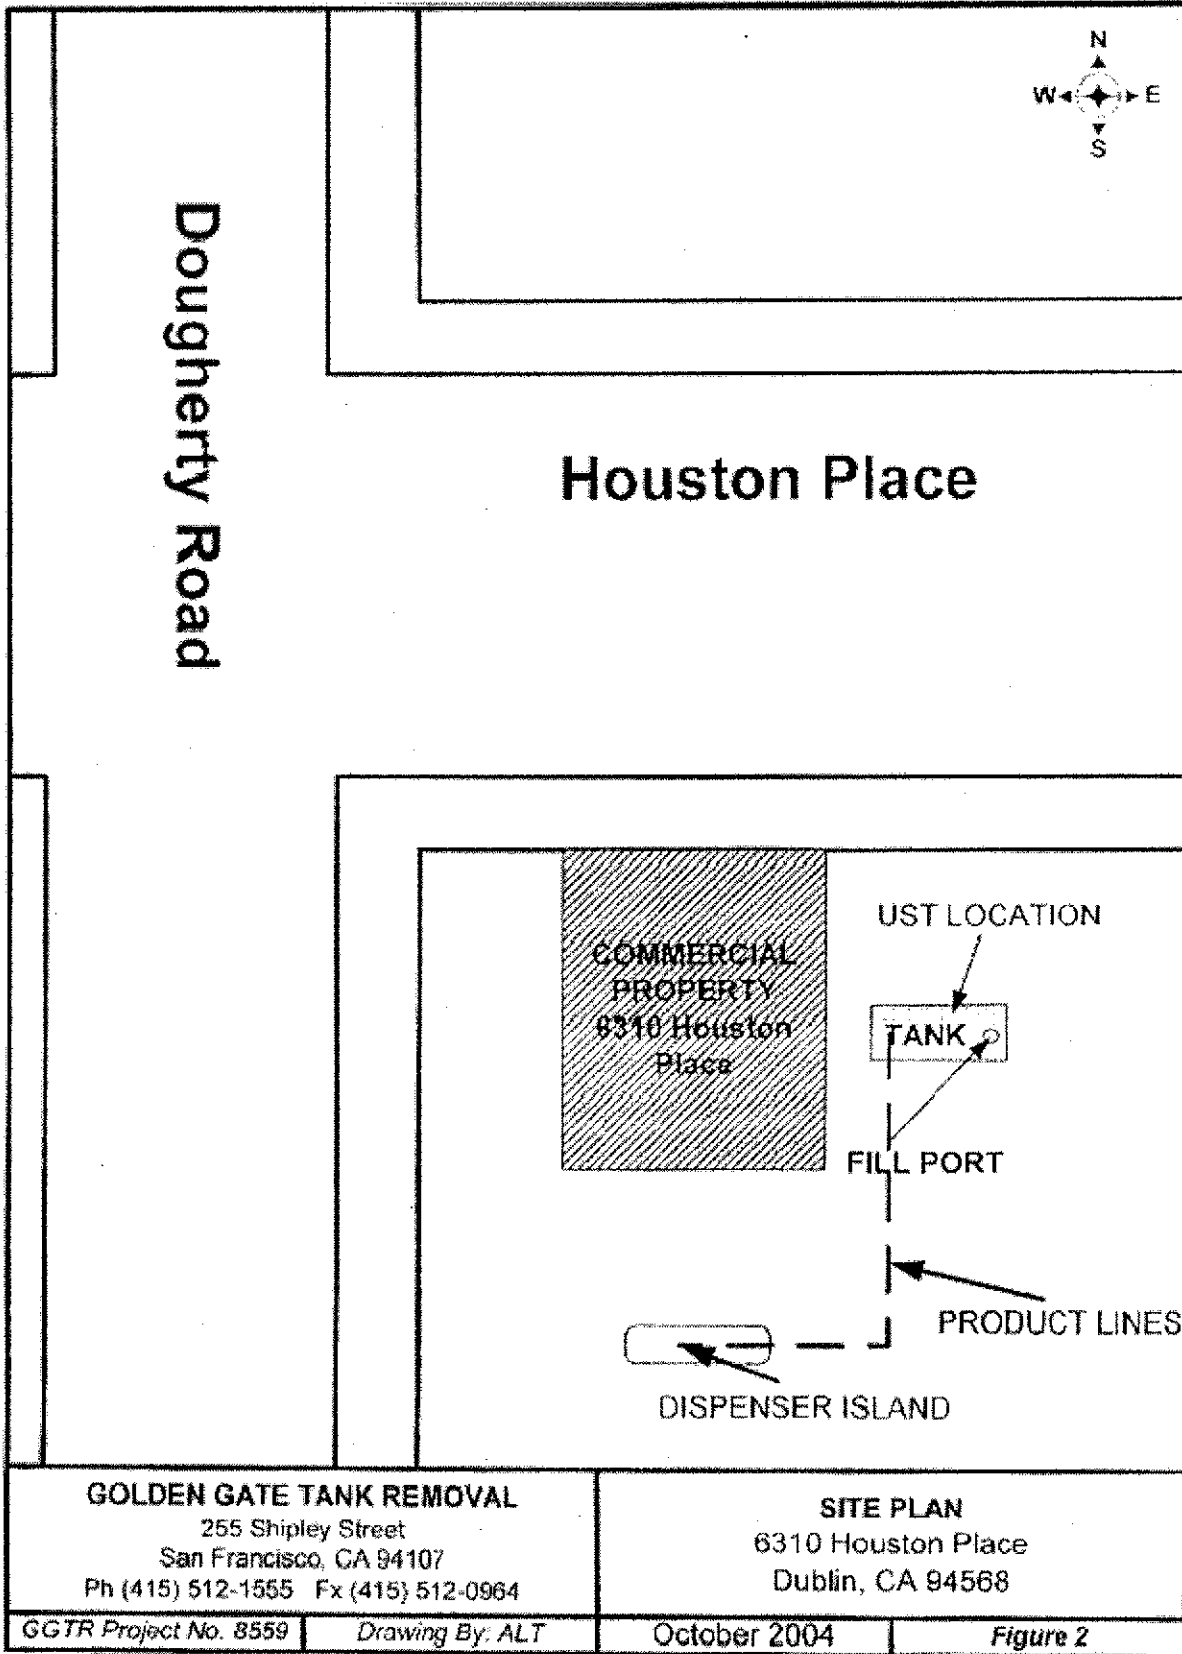 N
W E
S
Dougherty Road
Houston Place
UST LOCATION
COMMERCIAL
PROPERTY
6310 Houston
Place
TANK
FILL PORT
PRODUCT LINES
DISPENSER ISLAND
GOLDEN GATE TANK REMOVAL
255 Shipley Street
San Francisco, CA 94107
Ph (415) 512-1555 Fx (415) 512-0964
SITE PLAN
6310 Houston Place
Dublin, CA 94568
GGTR Project No. 8559
Drawing By: ALT
October 2004
Figure 2